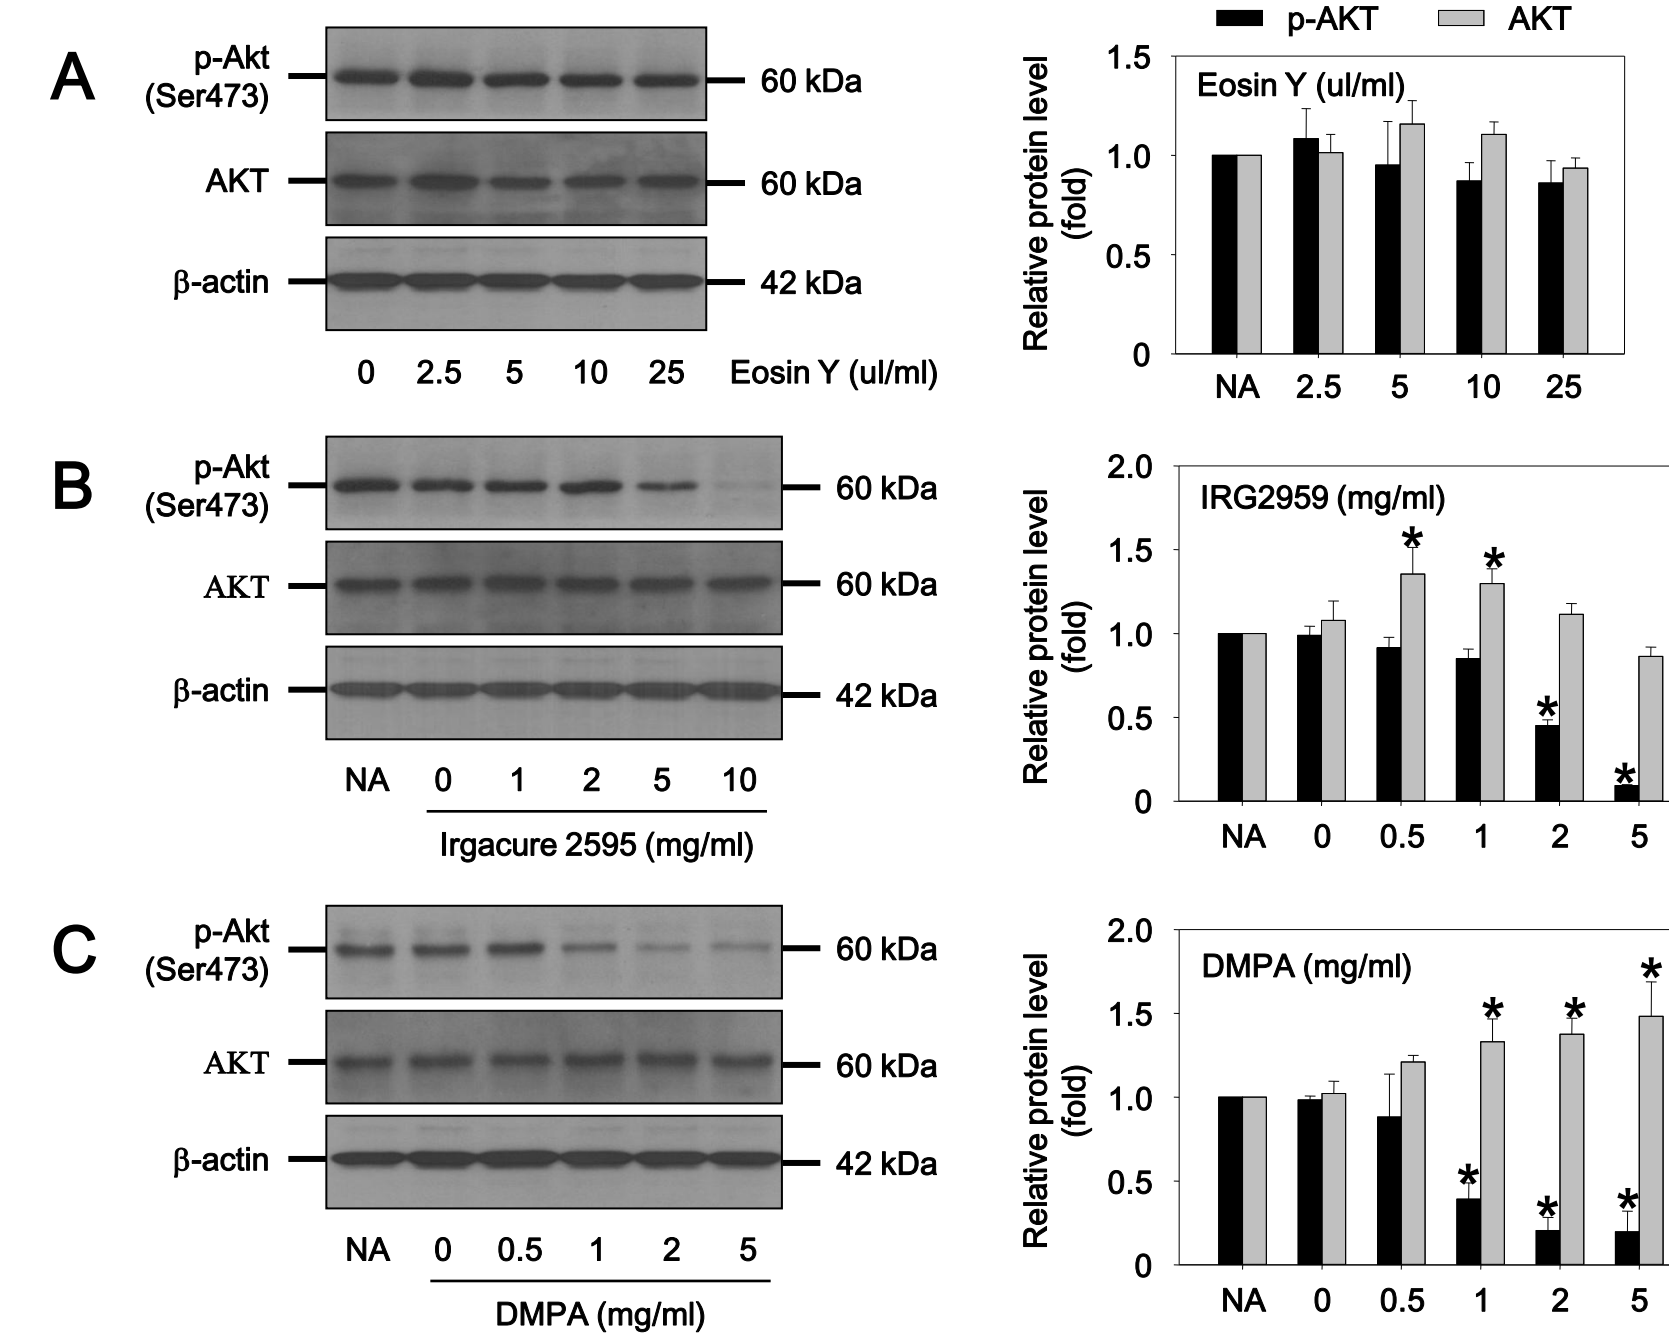 A
p-Akt
(Ser473)
60 kDa
AKT
60 kDa
β-actin
42 kDa
0 2.5 5 10 25 Eosin Y (ul/ml)
p-AKT AKT
Relative protein level
(fold)
Eosin Y (ul/ml)
1.5
1.0
0.5
0
NA 2.5 5 10 25
B
p-Akt
(Ser473)
60 kDa
AKT
60 kDa
β-actin
42 kDa
NA 0 1 2 5 10
Irgacure 2595 (mg/ml)
Relative protein level
(fold)
IRG2959 (mg/ml)
2.0
1.5
1.0
0.5
0
* * * *
NA 0 0.5 1 2 5
C
p-Akt
(Ser473)
60 kDa
AKT
60 kDa
β-actin
42 kDa
NA 0 0.5 1 2 5
DMPA (mg/ml)
Relative protein level
(fold)
DMPA (mg/ml)
2.0
1.5
1.0
0.5
0
* * * * * *
NA 0 0.5 1 2 5